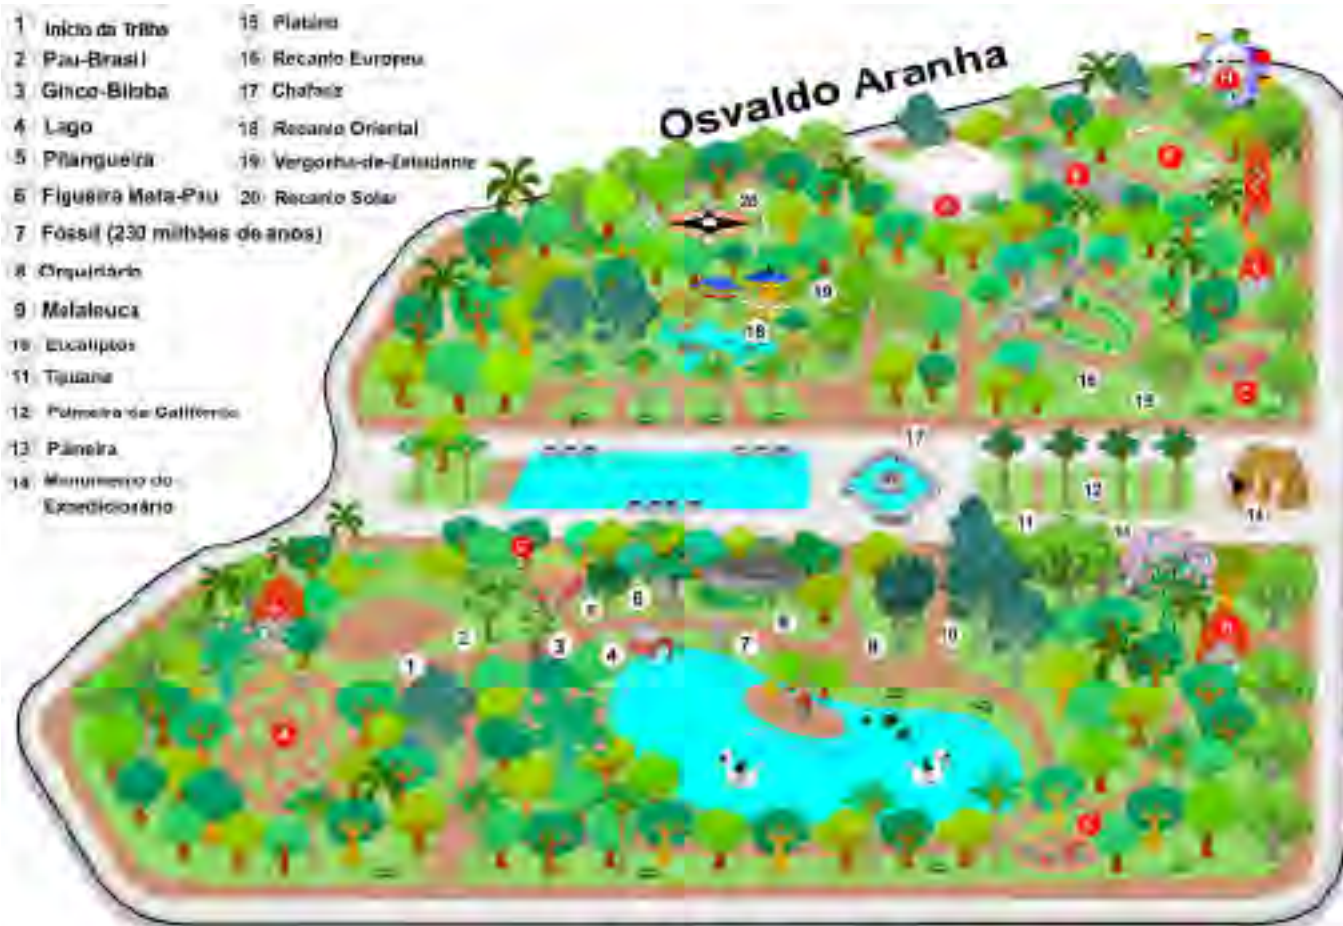 1 Início da Trilha
2 Pau-Brasil
3 Ginco-Biloba
4 Lago
5 Pitangueira
6 Figueira Mata-Pau
7 Fóssil (230 milhões de anos)
8 Orquidário
9 Melaleuca
10 Eucaliptos
11 Tipuana
12 Palmeira da Califórnia
13 Paineira
14 Monumento do
Expedicionário
15 Plátano
16 Recanto Europeu
17 Chafariz
18 Recanto Oriental
19 Vergonha-de-Estudante
20 Recanto Solar
Osvaldo Aranha
H
20
19
18
16
15
17
12
11
14
6
2
1
3
4
7
8
10
A